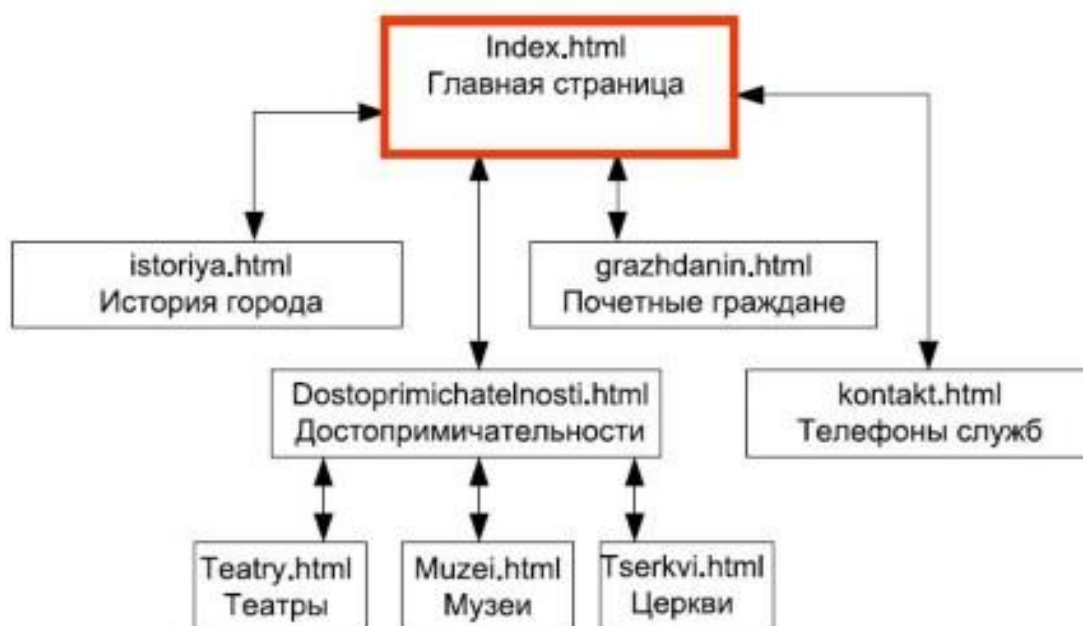 Index.html
Главная страница
istoriya.html
История города
grazhdanin.html
Почетные граждане
Dostoprimichatelnosti.html
Достопримичательности
kontakt.html
Телефоны служб
Teatry.html
Театры
Muzei.html
Музеи
Tserkvi.html
Церкви